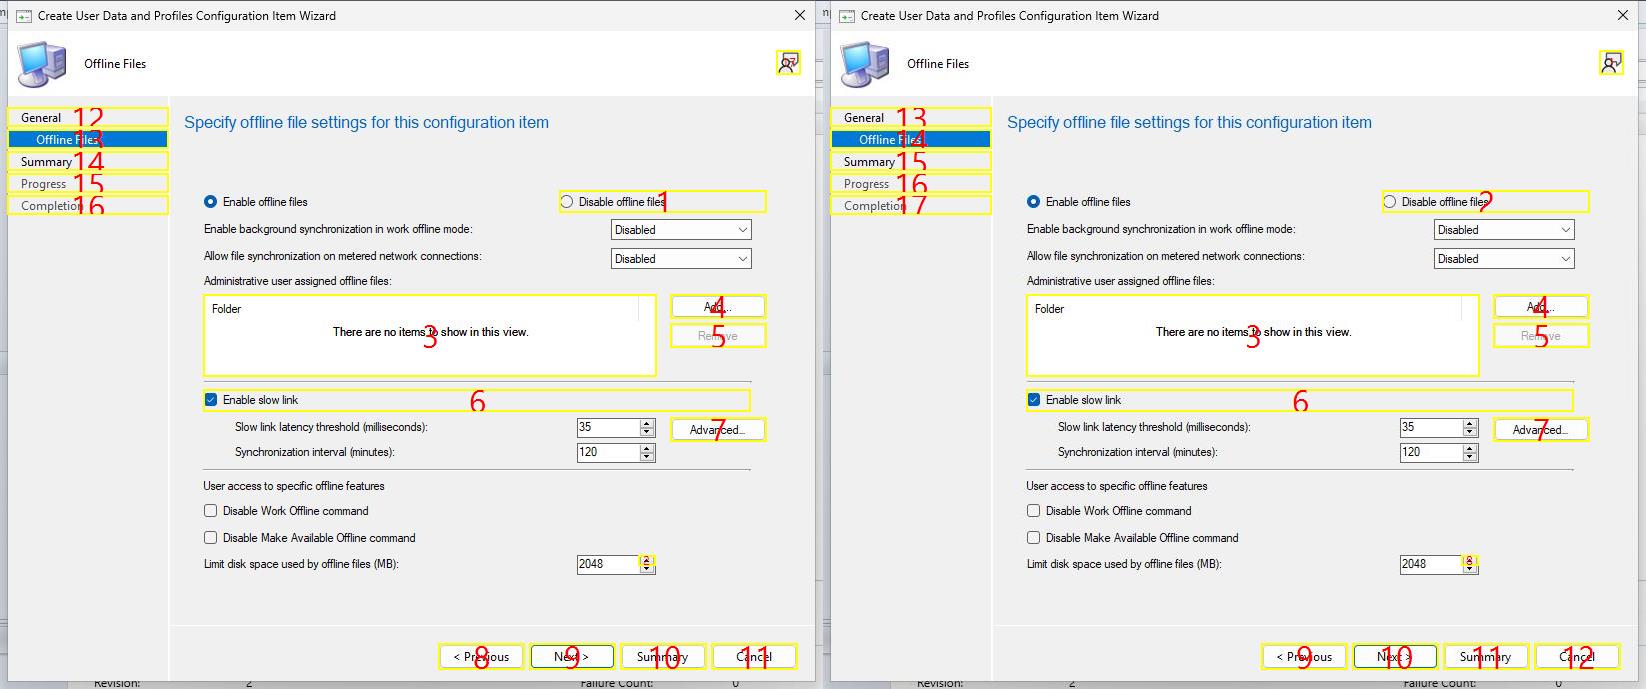 Create User Data and Profiles Configuration Item Wizard
Offline Files
17
General 12
Offline Files 13
Summary 14
Progress 15
Completion 16
Specify offline file settings for this configuration item
Enable offline files
Disable offline files 1
Enable background synchronization in work offline mode: Disabled
Allow file synchronization on metered network connections: Disabled
Administrative user assigned offline files:
Folder
There are no items to show in this view.
3
Add... 4
Remove 5
Enable slow link 6
Slow link latency threshold (milliseconds): 35
Advanced... 7
Synchronization interval (minutes): 120
User access to specific offline features
Disable Work Offline command
Disable Make Available Offline command
Limit disk space used by offline files (MB): 2048 2
< Previous 8
Next > 9
Summary 10
Cancel 11
Revision: 2
Failure Count: 0
Create User Data and Profiles Configuration Item Wizard
Offline Files
General 13
Offline Files 14
Summary 15
Progress 16
Completion 17
Specify offline file settings for this configuration item
Enable offline files
Disable offline files 2
Enable background synchronization in work offline mode: Disabled
Allow file synchronization on metered network connections: Disabled
Administrative user assigned offline files:
Folder
There are no items to show in this view.
3
Add... 4
Remove 5
Enable slow link 6
Slow link latency threshold (milliseconds): 35
Advanced... 7
Synchronization interval (minutes): 120
User access to specific offline features
Disable Work Offline command
Disable Make Available Offline command
Limit disk space used by offline files (MB): 2048 8
< Previous 9
Next > 10
Summary 11
Cancel 12
Revision: 2
Failure Count: 0